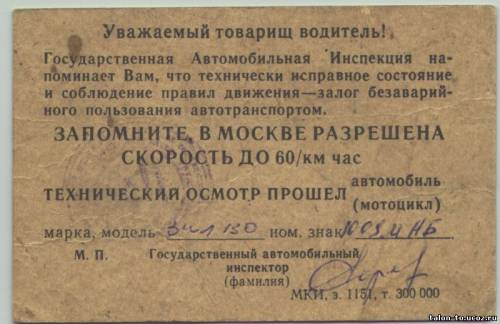 Уважаемый товарищ водитель!
Государственная Автомобильная Инспекция на-
поминает Вам, что технически исправное состояние
и соблюдение правил движения—залог безаварий-
ного пользования автотранспортом.
ЗАПОМНИТЕ, В МОСКВЕ РАЗРЕШЕНА
СКОРОСТЬ ДО 60/км час
ТЕХНИЧЕСКИЙ ОСМОТР ПРОШЕЛ автомобиль
(мотоцикл)
марка, модель Зил 130 ном. знак
М. П. Государственный автомобильный
инспектор
(фамилия)
МКИ, з. 1151, т. 300 000
talon-to.ucoz.ru